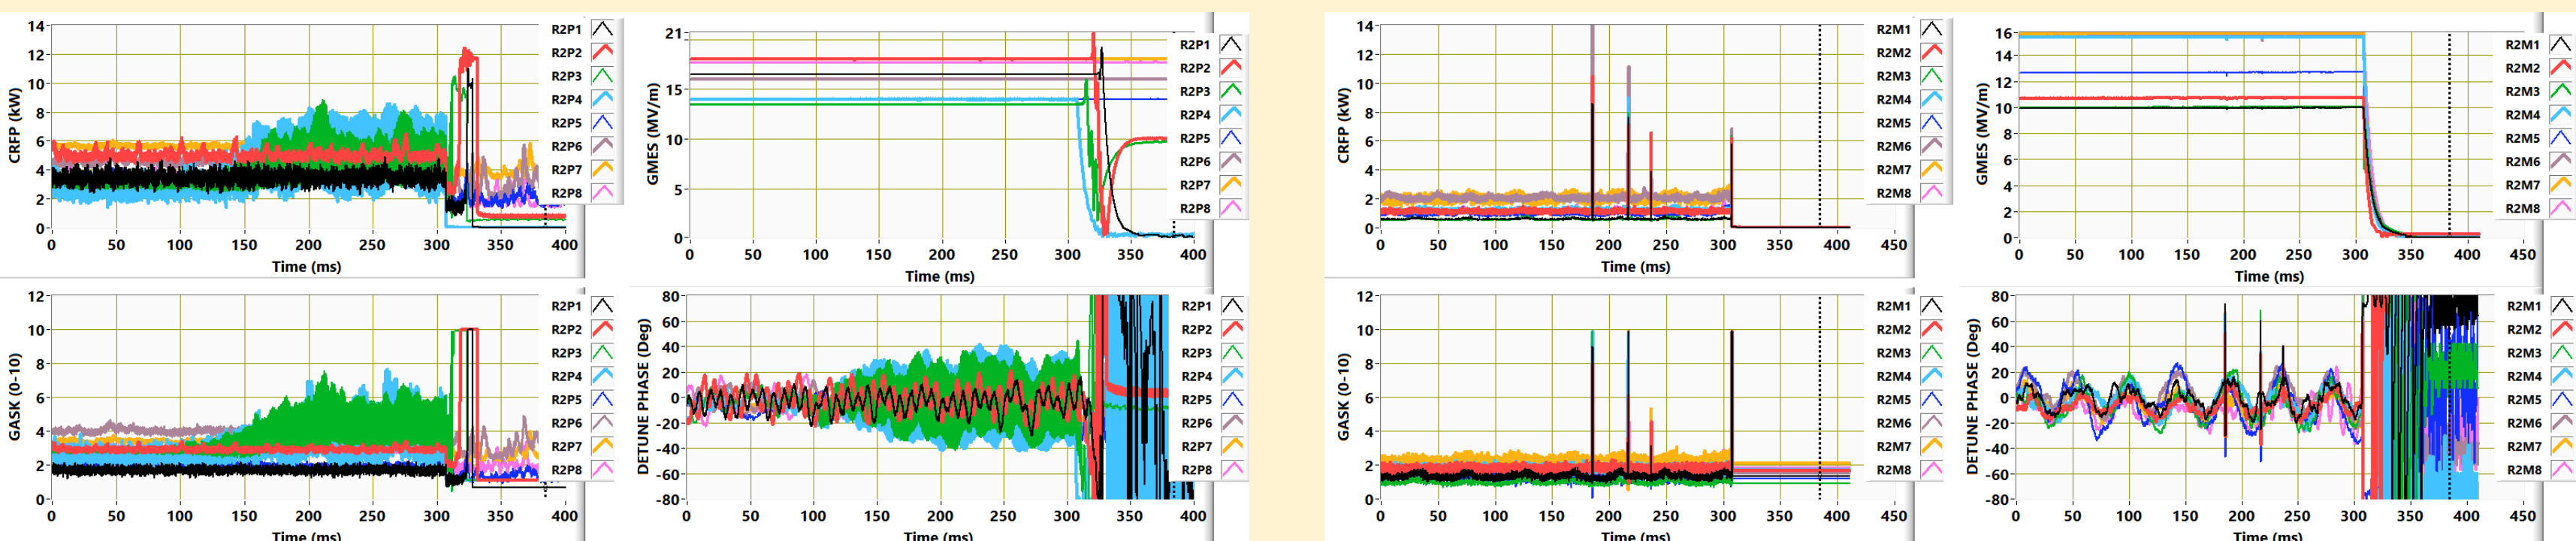 14
12
10
8
6
4
2
0
CRFP (kW)
0 50 100 150 200 250 300 350 400
Time (ms)
R2P1
R2P2
R2P3
R2P4
R2P5
R2P6
R2P7
R2P8
21
15
10
5
0
GMES (MV/m)
0 50 100 150 200 250 300 350 400
Time (ms)
R2P1
R2P2
R2P3
R2P4
R2P5
R2P6
R2P7
R2P8
14
12
10
8
6
4
2
0
CRFP (kW)
0 50 100 150 200 250 300 350 400 450
Time (ms)
R2M1
R2M2
R2M3
R2M4
R2M5
R2M6
R2M7
R2M8
16
14
12
10
8
6
4
2
0
GMES (MV/m)
0 50 100 150 200 250 300 350 400 450
Time (ms)
R2M1
R2M2
R2M3
R2M4
R2M5
R2M6
R2M7
R2M8
12
10
8
6
4
2
0
GASK (0-10)
0 50 100 150 200 250 300 350 400
Time (ms)
R2P1
R2P2
R2P3
R2P4
R2P5
R2P6
R2P7
R2P8
80
60
40
20
0
-20
-40
-60
-80
DETUNE PHASE (Deg)
0 50 100 150 200 250 300 350 400
Time (ms)
R2P1
R2P2
R2P3
R2P4
R2P5
R2P6
R2P7
R2P8
12
10
8
6
4
2
0
GASK (0-10)
0 50 100 150 200 250 300 350 400 450
Time (ms)
R2M1
R2M2
R2M3
R2M4
R2M5
R2M6
R2M7
R2M8
80
60
40
20
0
-20
-40
-60
-80
DETUNE PHASE (Deg)
0 50 100 150 200 250 300 350 400 450
Time (ms)
R2M1
R2M2
R2M3
R2M4
R2M5
R2M6
R2M7
R2M8